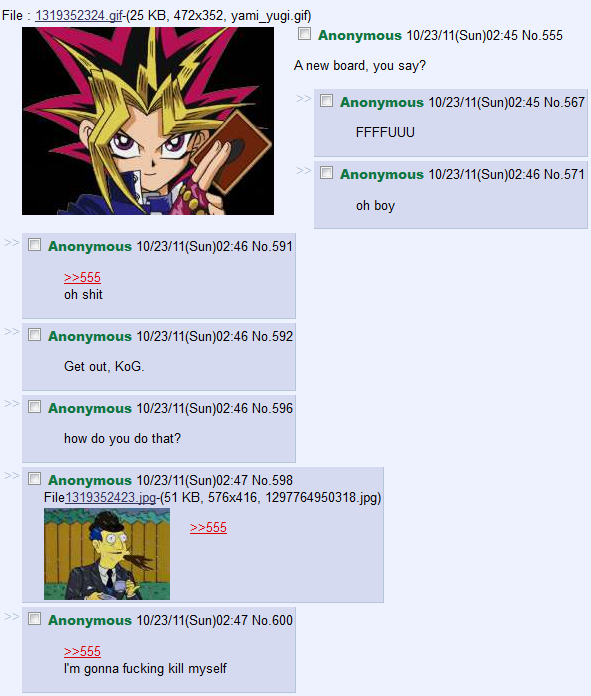 File : 1319352324.gif-(25 KB, 472x352, yami_yugi.gif)
Anonymous 10/23/11(Sun)02:45 No.555
A new board, you say?
>> Anonymous 10/23/11(Sun)02:45 No.567
FFFFUUU
>> Anonymous 10/23/11(Sun)02:46 No.571
oh boy
>> Anonymous 10/23/11(Sun)02:46 No.591
>>555
oh shit
>> Anonymous 10/23/11(Sun)02:46 No.592
Get out, KoG.
>> Anonymous 10/23/11(Sun)02:46 No.596
how do you do that?
>> Anonymous 10/23/11(Sun)02:47 No.598
File1319352423.jpg-(51 KB, 576x416, 1297764950318.jpg)
>>555
>> Anonymous 10/23/11(Sun)02:47 No.600
>>555
I'm gonna fucking kill myself